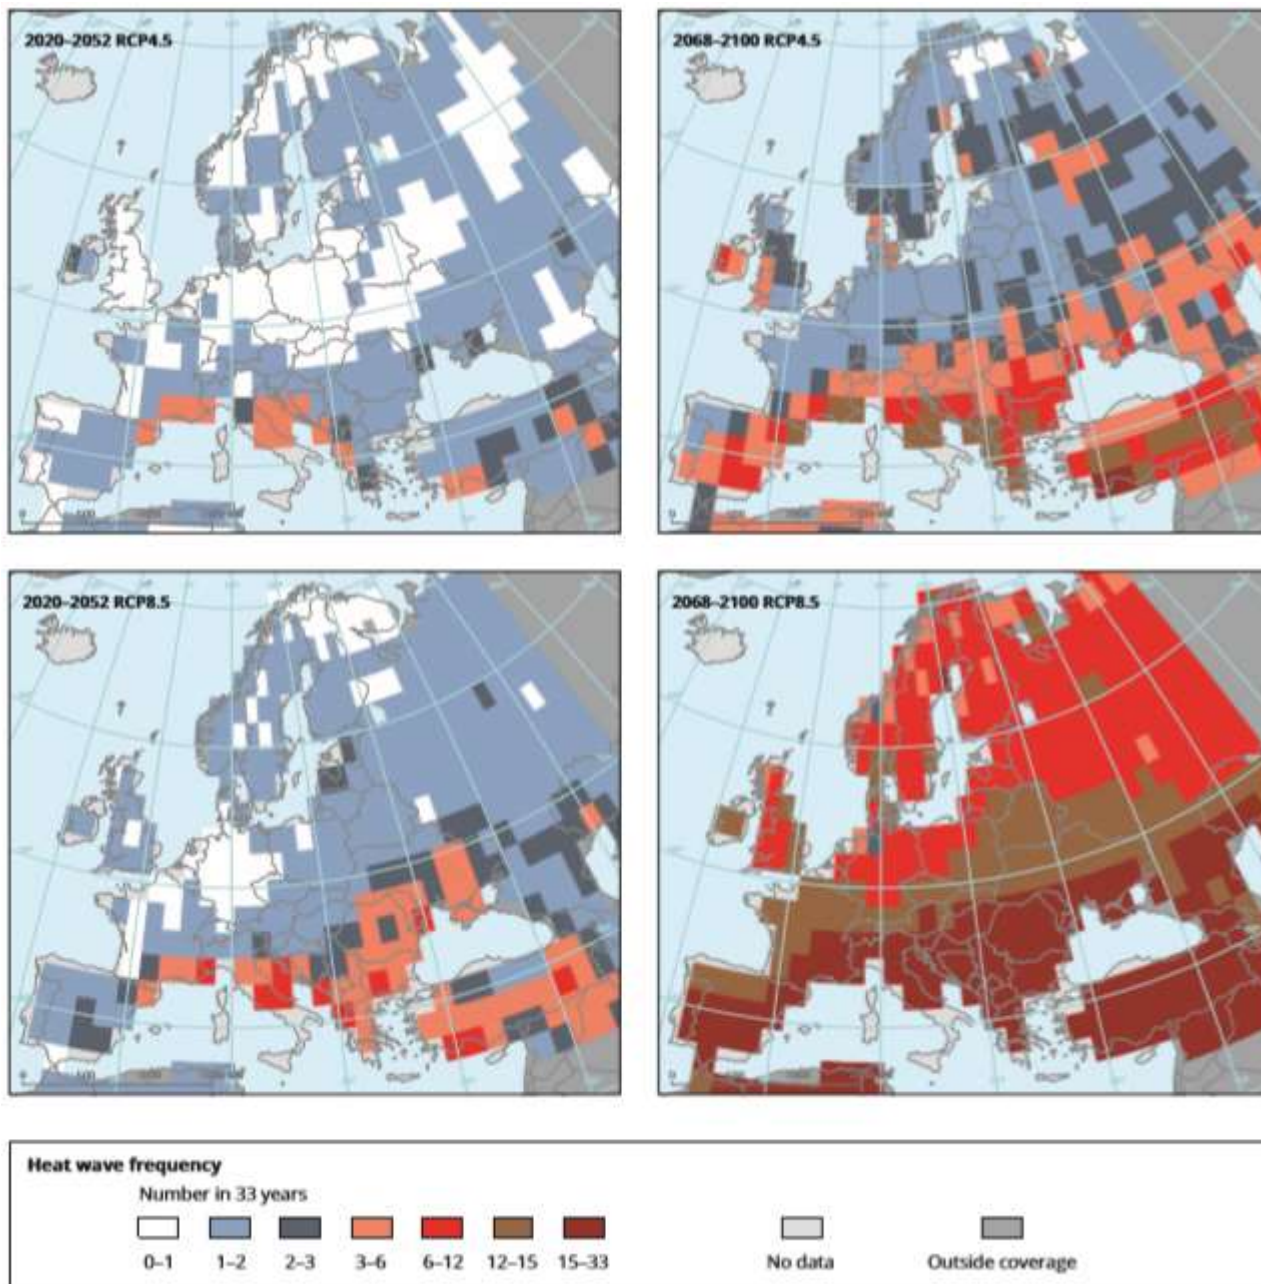 2020–2052 RCP4.5
2068–2100 RCP4.5
2020–2052 RCP8.5
2068–2100 RCP8.5
Heat wave frequency
Number in 33 years
0–1 1–2 2–3 3–6 6–12 12–15 15–33 No data Outside coverage